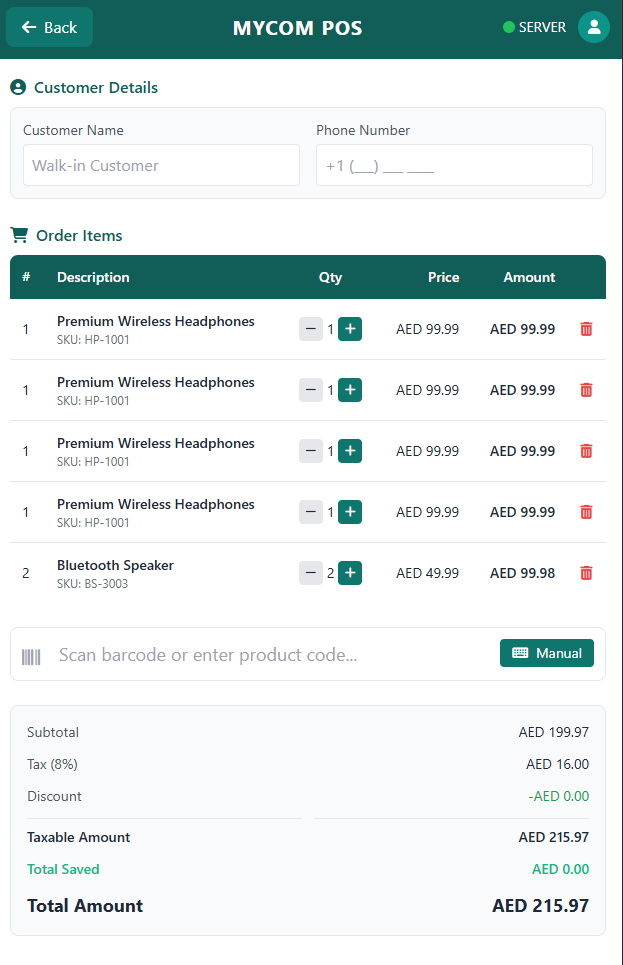 Back
MYCOM POS
SERVER
Customer Details
Customer Name Phone Number
Walk-in Customer +1 (__) __ ___
Order Items
# Description Qty Price Amount
1 Premium Wireless Headphones − 1 + AED 99.99 AED 99.99
SKU: HP-1001
1 Premium Wireless Headphones − 1 + AED 99.99 AED 99.99
SKU: HP-1001
1 Premium Wireless Headphones − 1 + AED 99.99 AED 99.99
SKU: HP-1001
1 Premium Wireless Headphones − 1 + AED 99.99 AED 99.99
SKU: HP-1001
2 Bluetooth Speaker − 2 + AED 49.99 AED 99.98
SKU: BS-3003
Scan barcode or enter product code... Manual
Subtotal AED 199.97
Tax (8%) AED 16.00
Discount -AED 0.00
Taxable Amount AED 215.97
Total Saved AED 0.00
Total Amount AED 215.97